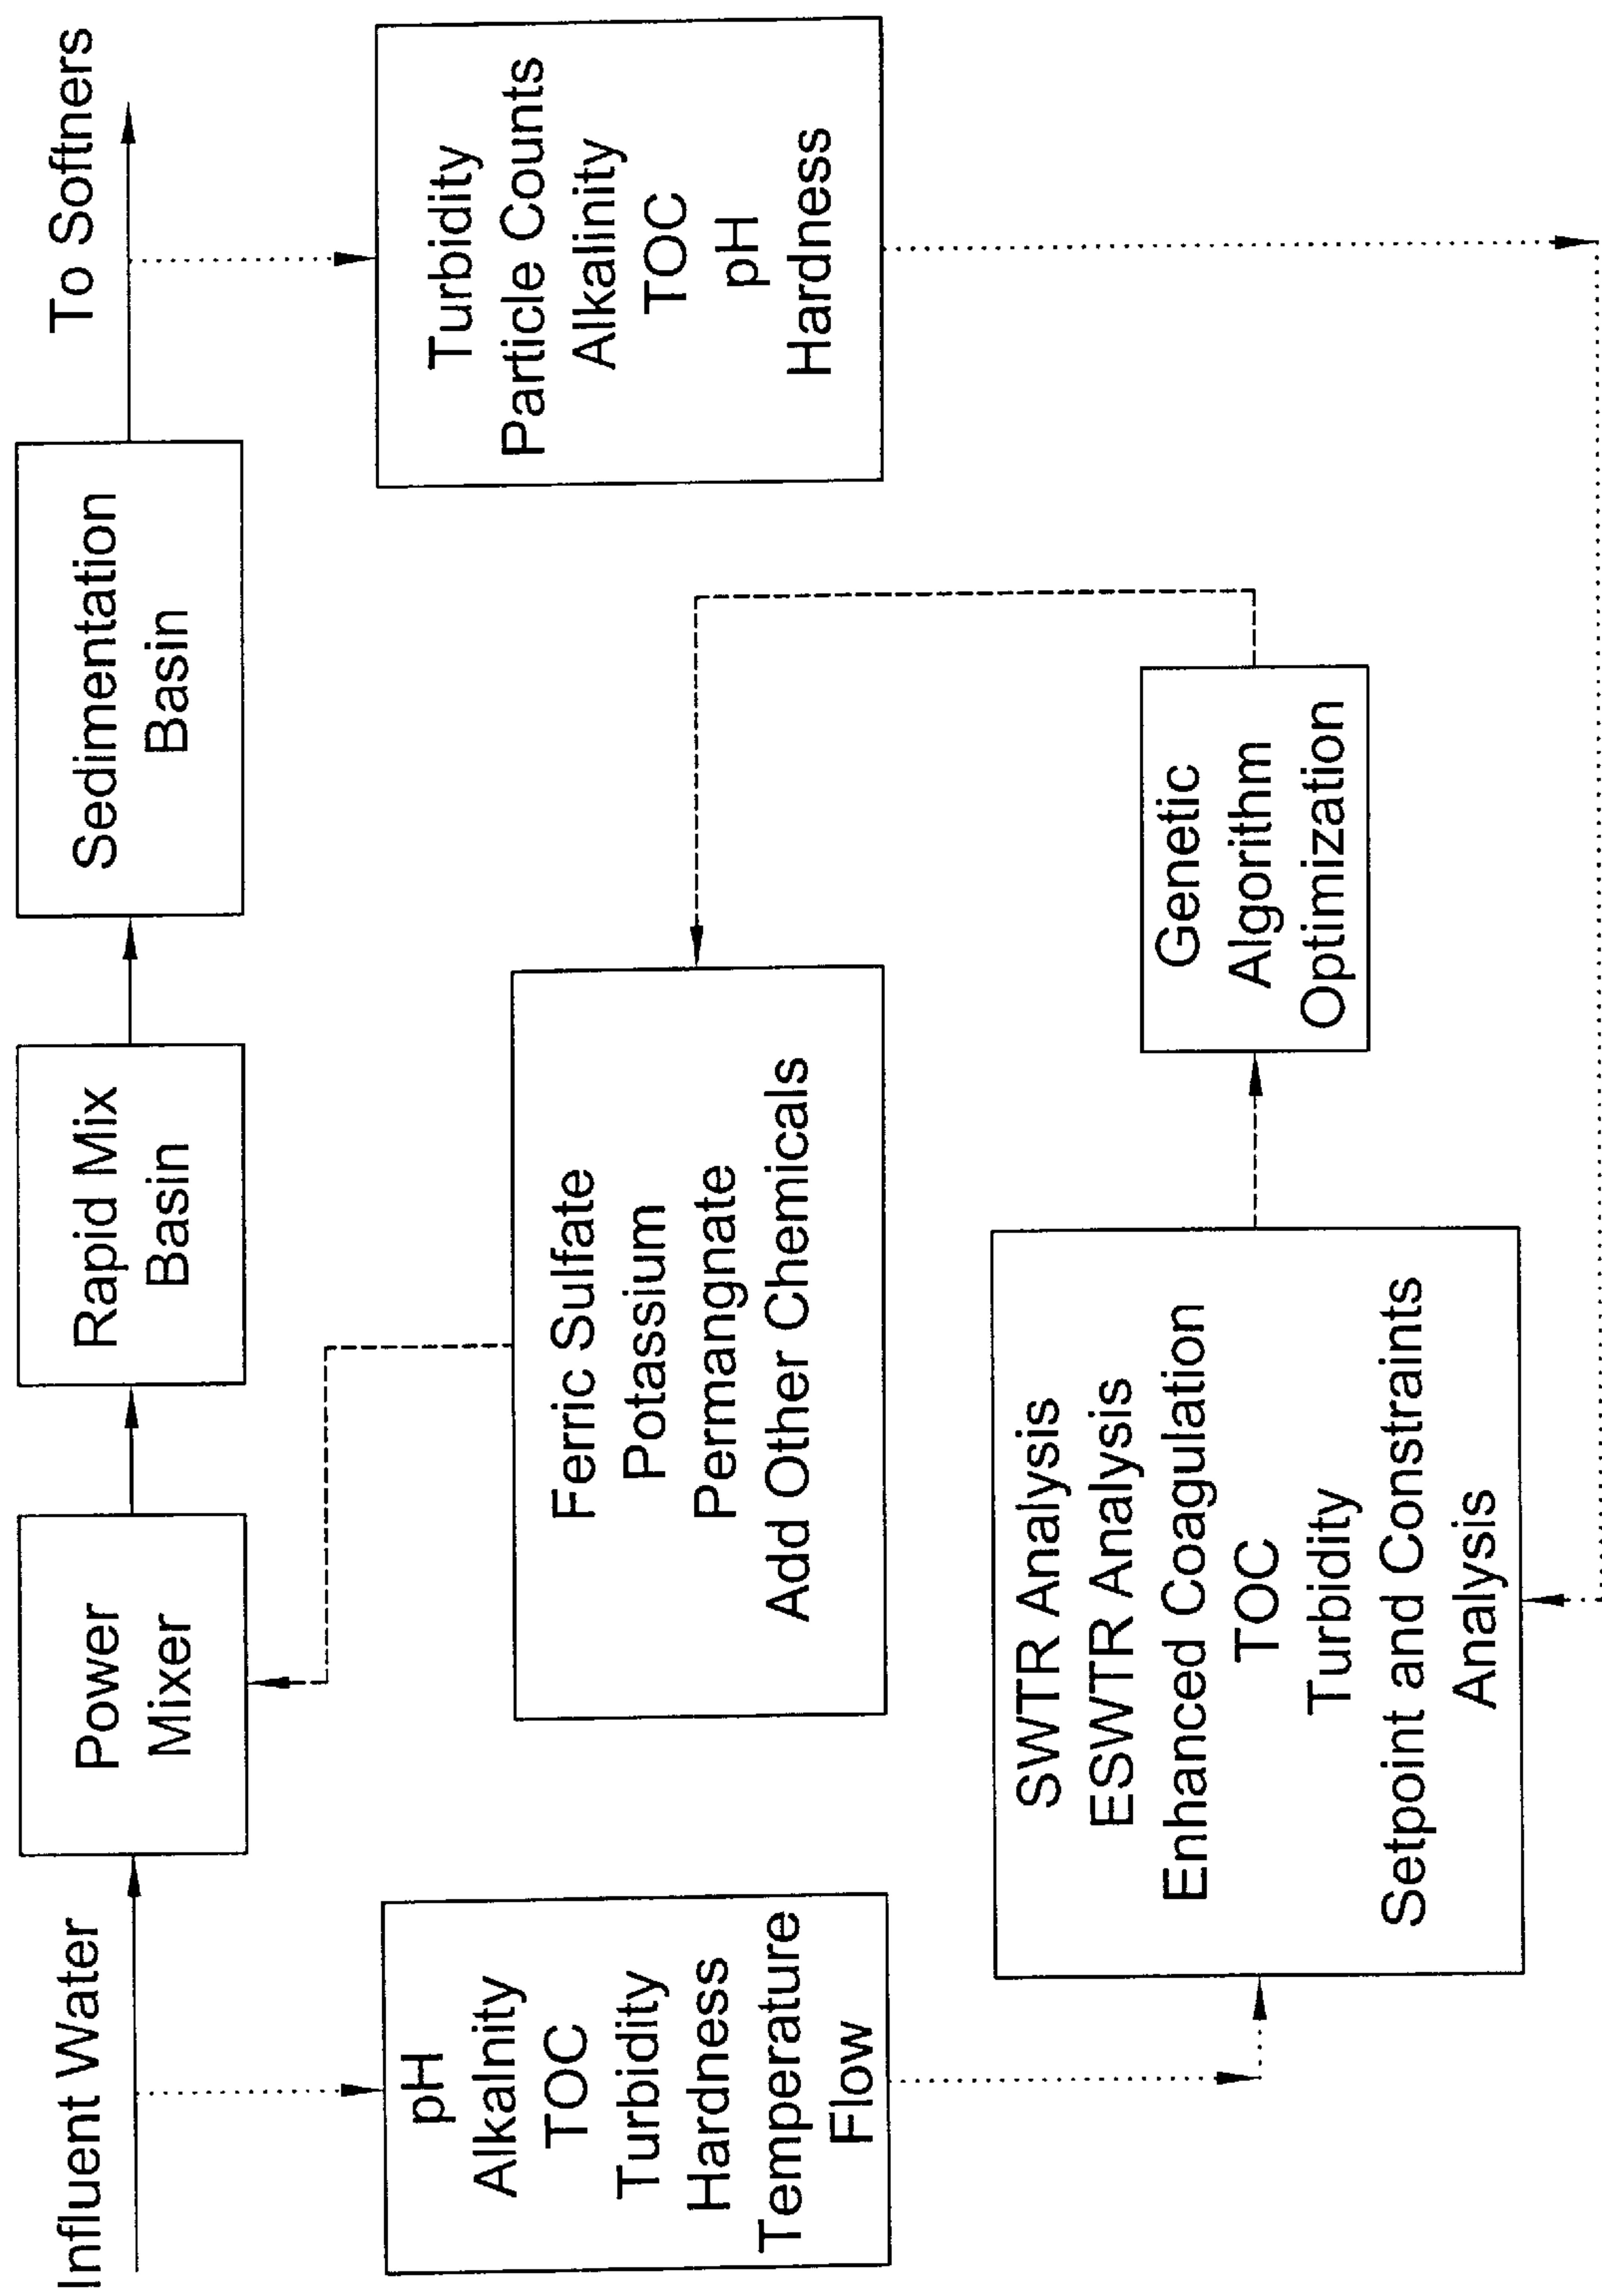 Influent Water
Power
Mixer
Rapid Mix
Basin
Sedimentation
Basin
To Softners
pH
Alkalnity
TOC
Turbidity
Hardness
Temperature
Flow
Ferric Sulfate
Potassium
Permangnate
Add Other Chemicals
Turbidity
Particle Counts
Alkalinity
TOC
pH
Hardness
SWTR Analysis
ESWTR Analysis
Enhanced Coagulation
TOC
Turbidity
Setpoint and Constraints
Analysis
Genetic
Algorithm
Optimization